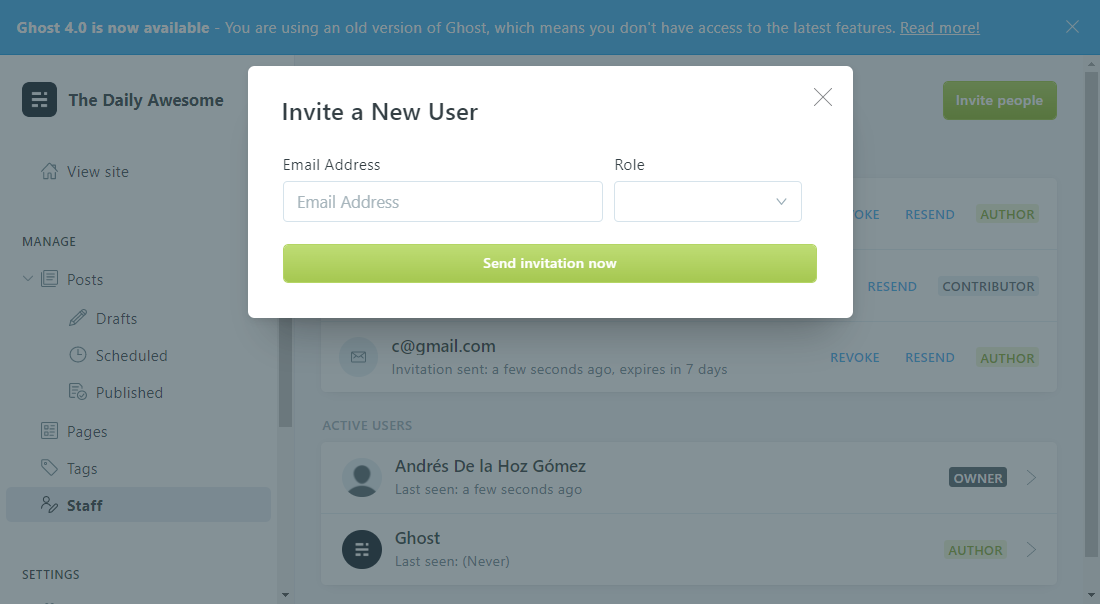 Ghost 4.0 is now available - You are using an old version of Ghost, which means you don't have access to the latest features. Read more!
The Daily Awesome
View site
MANAGE
Posts
Drafts
Scheduled
Published
Pages
Tags
Staff
SETTINGS
Invite people
Invite a New User
Email Address
Role
Email Address
Send invitation now
RESEND
AUTHOR
RESEND
CONTRIBUTOR
c@gmail.com
Invitation sent: a few seconds ago, expires in 7 days
REVOKE
RESEND
AUTHOR
ACTIVE USERS
Andrés De la Hoz Gómez
Last seen: a few seconds ago
OWNER
Ghost
Last seen: (Never)
AUTHOR